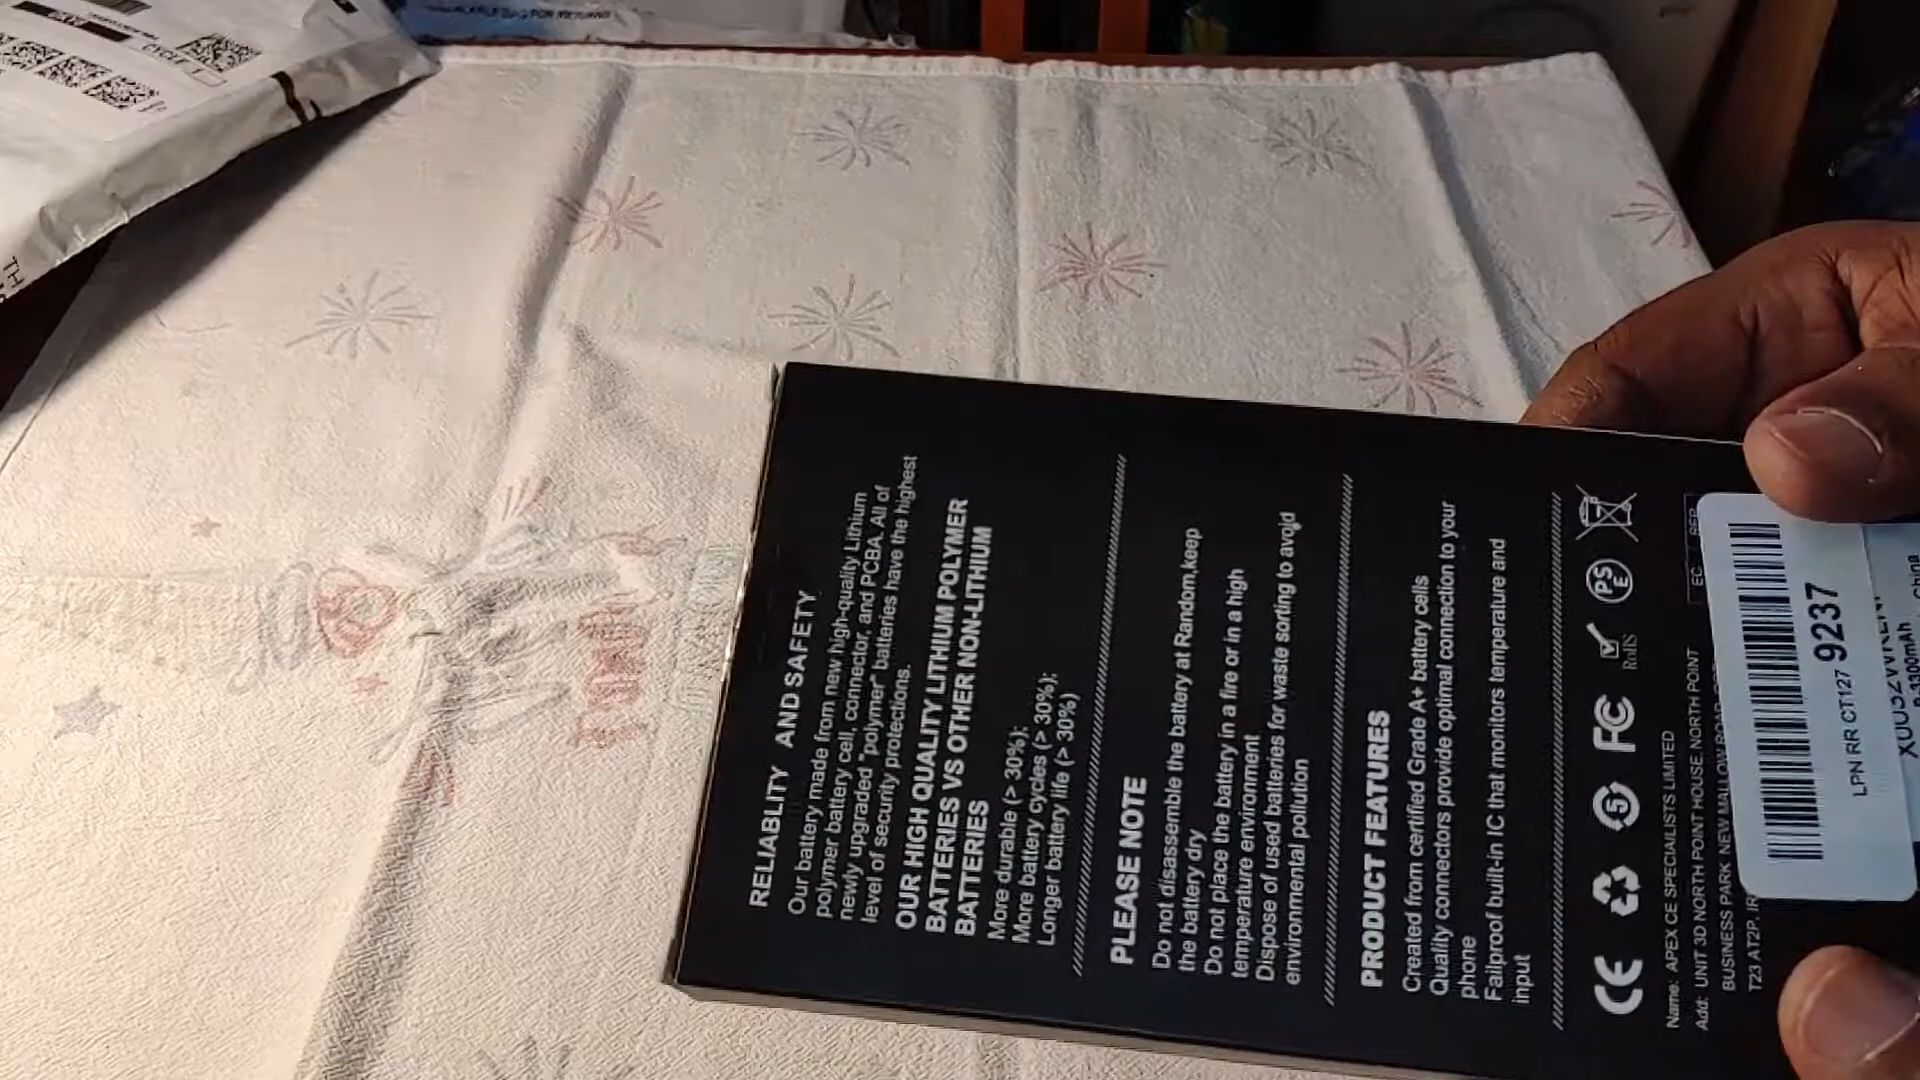 RELIABLITY AND SAFETY
Our battery made from new high-quality Lithium
polymer battery cell, connector, and PCBA. All of
newly upgraded "polymer" batteries have the highest
level of security protections.
OUR HIGH QUALITY LITHIUM POLYMER
BATTERIES VS OTHER NON-LITHIUM
BATTERIES
More durable (> 30%);
More battery cycles (> 30%);
Longer battery life (> 30%)
PLEASE NOTE
Do not disassemble the battery at Random,keep
the battery dry
Do not place the battery in a fire or in a high
temperature environment
Dispose of used batteries for waste sorting to avoid
environmental pollution
PRODUCT FEATURES
Created from certified Grade A+ battery cells
Quality connectors provide optimal connection to your
phone
Failproof built-in IC that monitors temperature and
input
CE 5 FC RoHS PSE
EC REP
Name: APEX CE SPECIALISTS LIMITED
Add: UNIT 3D NORTH POINT HOUSE, NORTH POINT
BUSINESS PARK, NEW MALLOW ROAD
T23 AT2P,
LPN RR CT127 9237
3300mAh
China
CYCLE 1